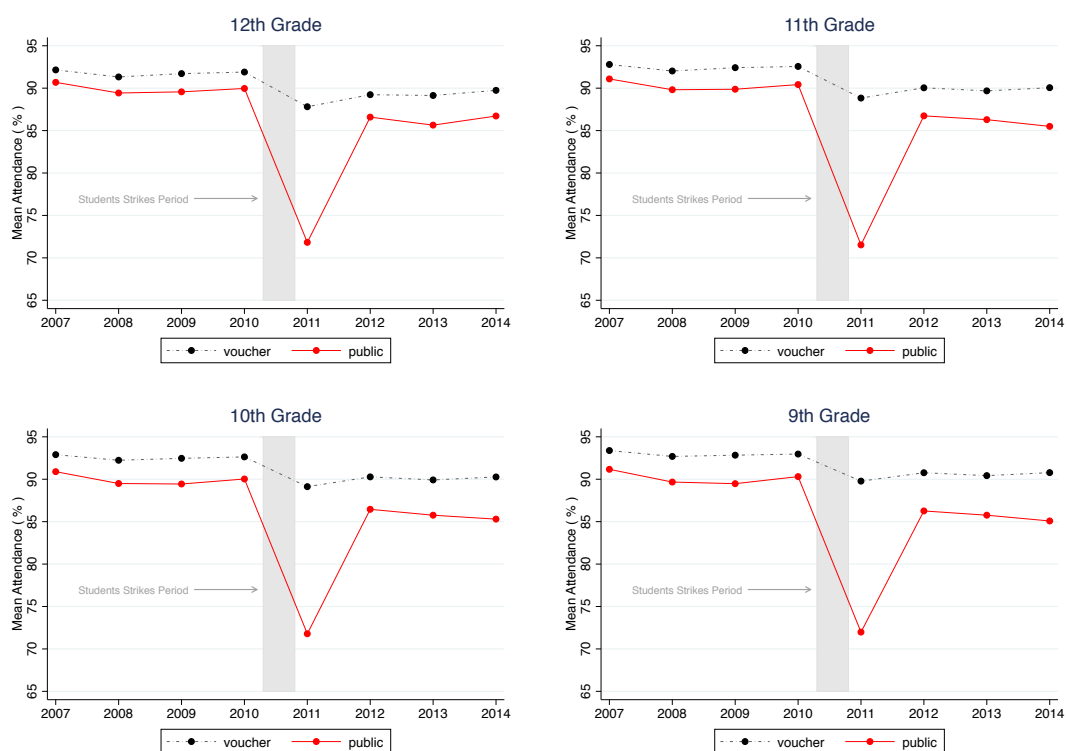 12th Grade
Mean Attendance ( % )
95
90
85
80
75
70
65
Students Strikes Period
2007 2008 2009 2010 2011 2012 2013 2014
voucher public
11th Grade
Mean Attendance ( % )
95
90
85
80
75
70
65
Students Strikes Period
2007 2008 2009 2010 2011 2012 2013 2014
voucher public
10th Grade
Mean Attendance ( % )
95
90
85
80
75
70
65
Students Strikes Period
2007 2008 2009 2010 2011 2012 2013 2014
voucher public
9th Grade
Mean Attendance ( % )
95
90
85
80
75
70
65
Students Strikes Period
2007 2008 2009 2010 2011 2012 2013 2014
voucher public